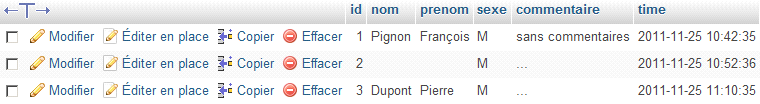 ←T→ id nom prenom sexe commentaire time
Modifier Éditer en place Copier Effacer 1 Pignon François M sans commentaires 2011-11-25 10:42:35
Modifier Éditer en place Copier Effacer 2 M ... 2011-11-25 10:52:36
Modifier Éditer en place Copier Effacer 3 Dupont Pierre M ... 2011-11-25 11:10:35